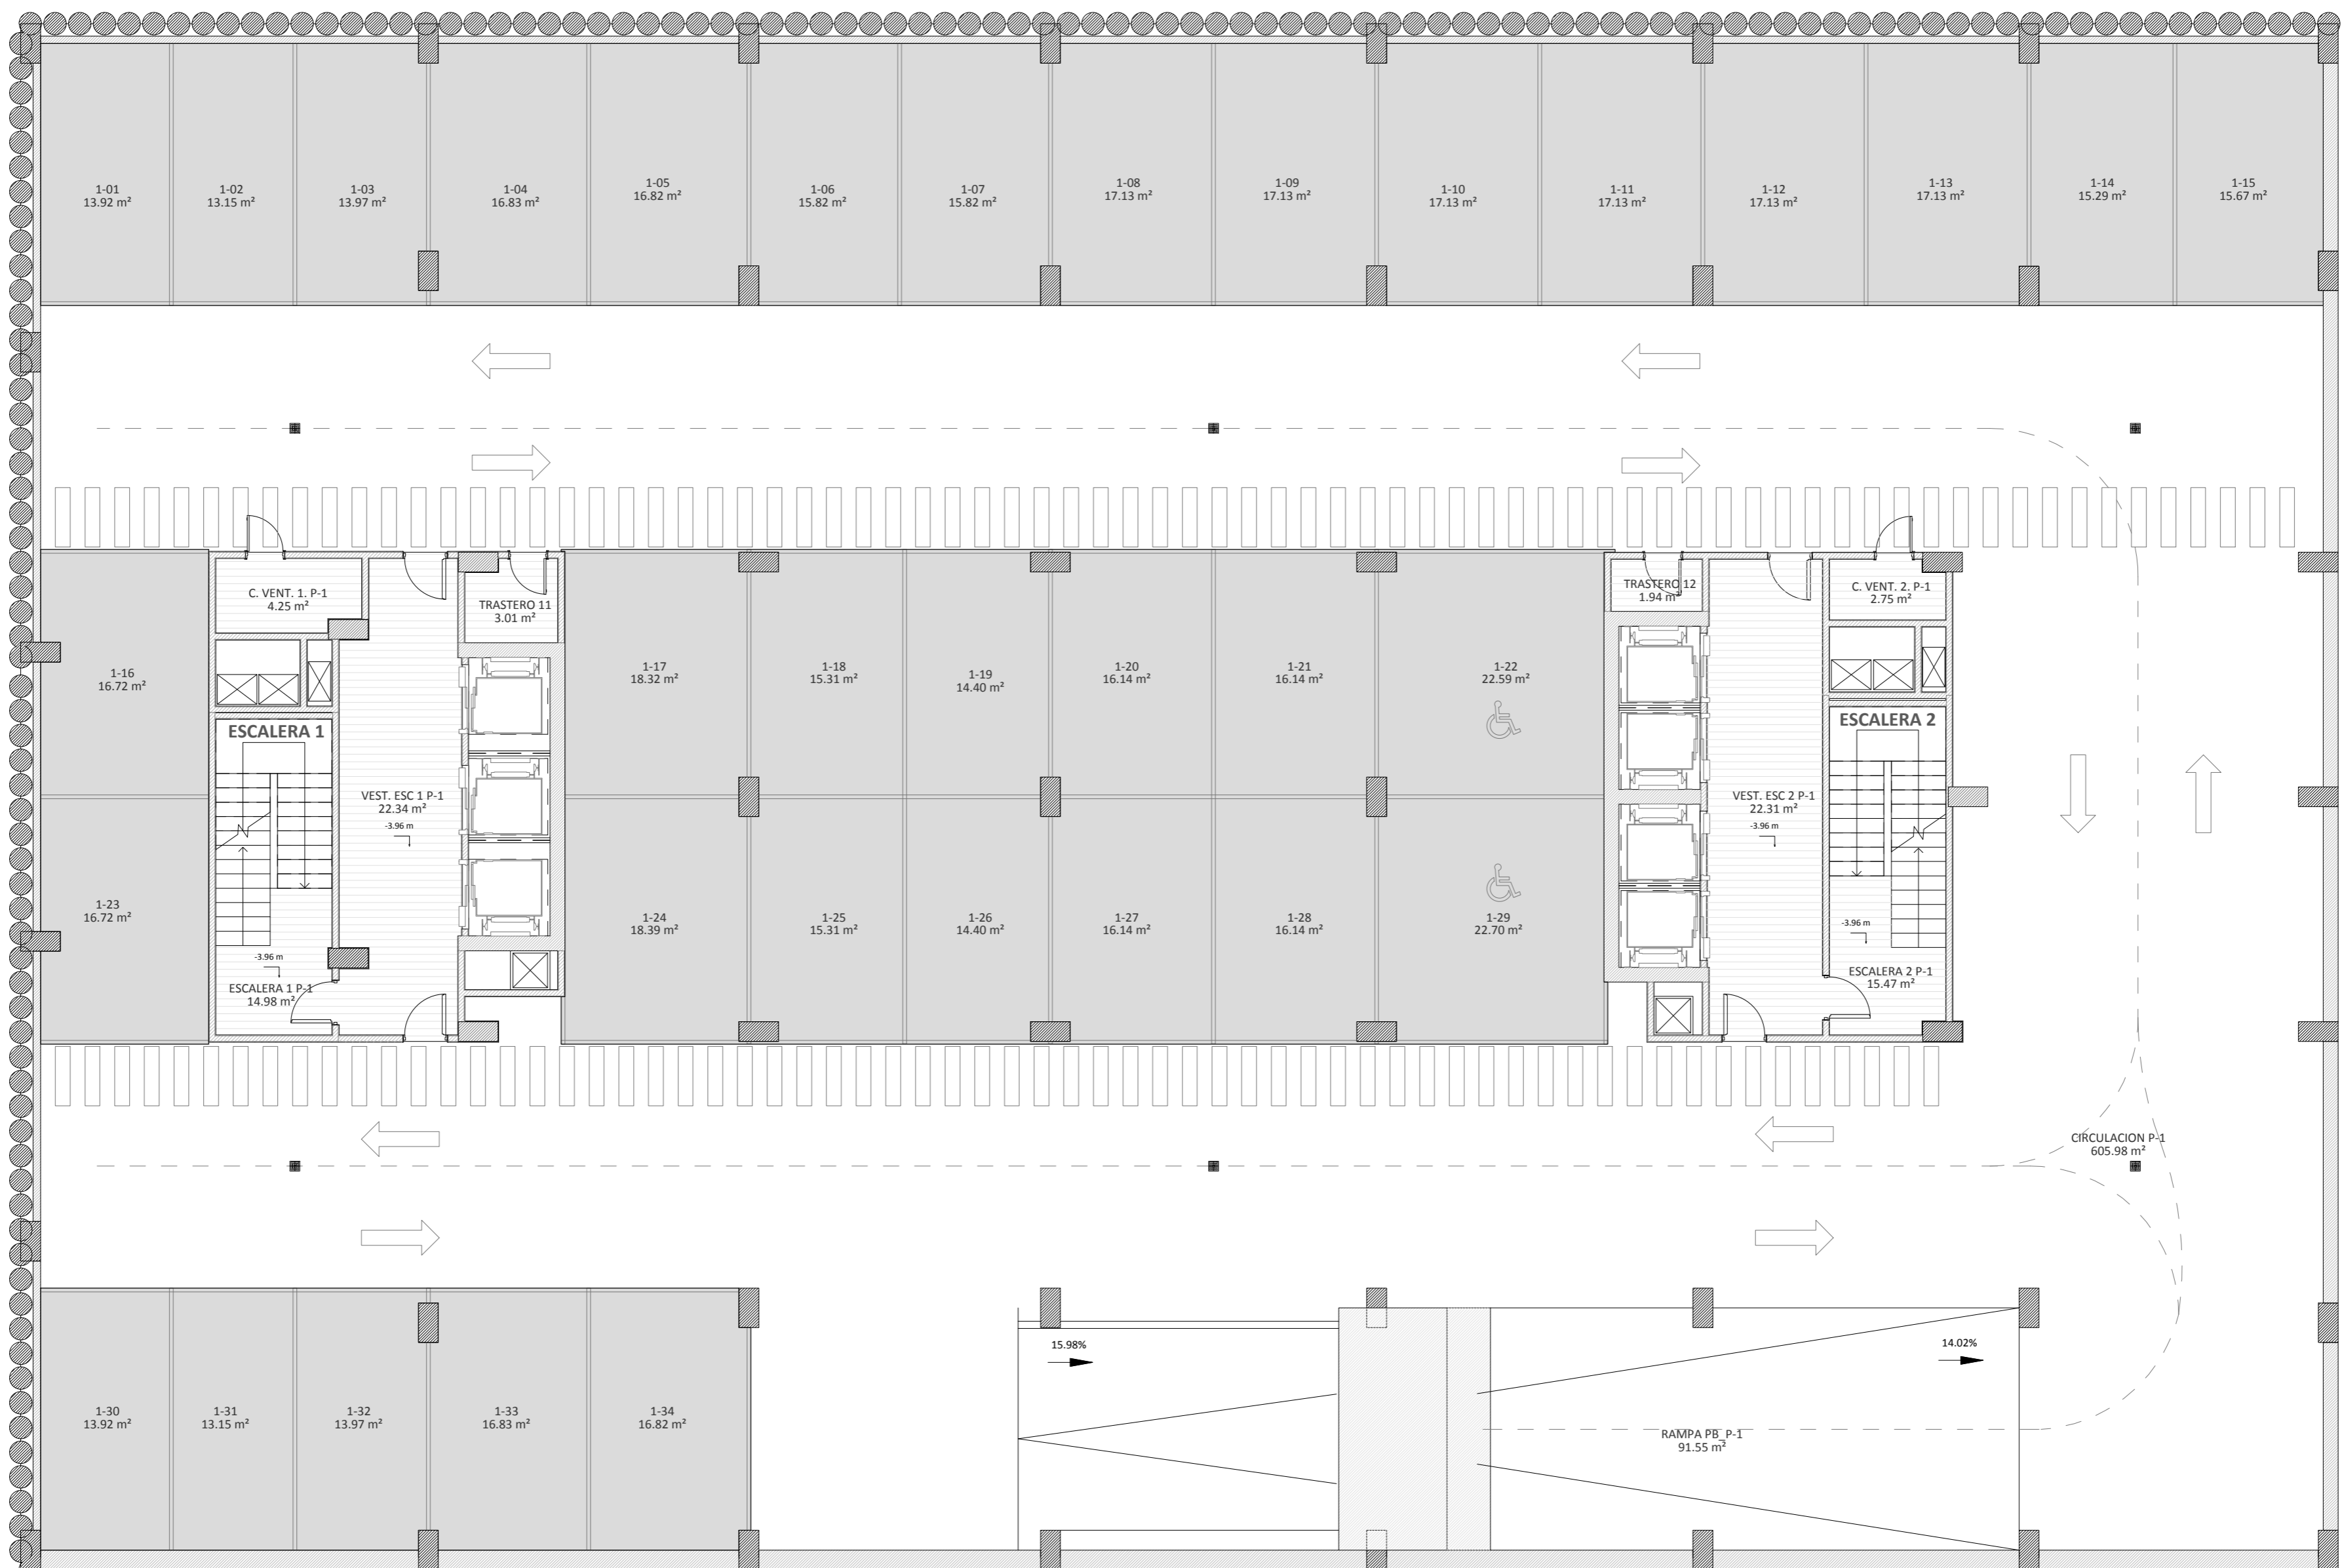 1-01
13.92 m²
1-02
13.15 m²
1-03
13.97 m²
1-04
16.83 m²
1-05
16.82 m²
1-06
15.82 m²
1-07
15.82 m²
1-08
17.13 m²
1-09
17.13 m²
1-10
17.13 m²
1-11
17.13 m²
1-12
17.13 m²
1-13
17.13 m²
1-14
15.29 m²
1-15
15.67 m²
C. VENT. 1. P-1
4.25 m²
TRASTERO 11
3.01 m²
TRASTERO 12
1.94 m²
C. VENT. 2. P-1
2.75 m²
1-16
16.72 m²
1-17
18.32 m²
1-18
15.31 m²
1-19
14.40 m²
1-20
16.14 m²
1-21
16.14 m²
1-22
22.59 m²
ESCALERA 1
ESCALERA 2
VEST. ESC 1 P-1
22.34 m²
-3.96 m
VEST. ESC 2 P-1
22.31 m²
-3.96 m
1-23
16.72 m²
1-24
18.39 m²
1-25
15.31 m²
1-26
14.40 m²
1-27
16.14 m²
1-28
16.14 m²
1-29
22.70 m²
-3.96 m
ESCALERA 1 P-1
14.98 m²
-3.96 m
ESCALERA 2 P-1
15.47 m²
CIRCULACION P-1
605.98 m²
15.98%
14.02%
1-30
13.92 m²
1-31
13.15 m²
1-32
13.97 m²
1-33
16.83 m²
1-34
16.82 m²
RAMPA PB_P-1
91.55 m²